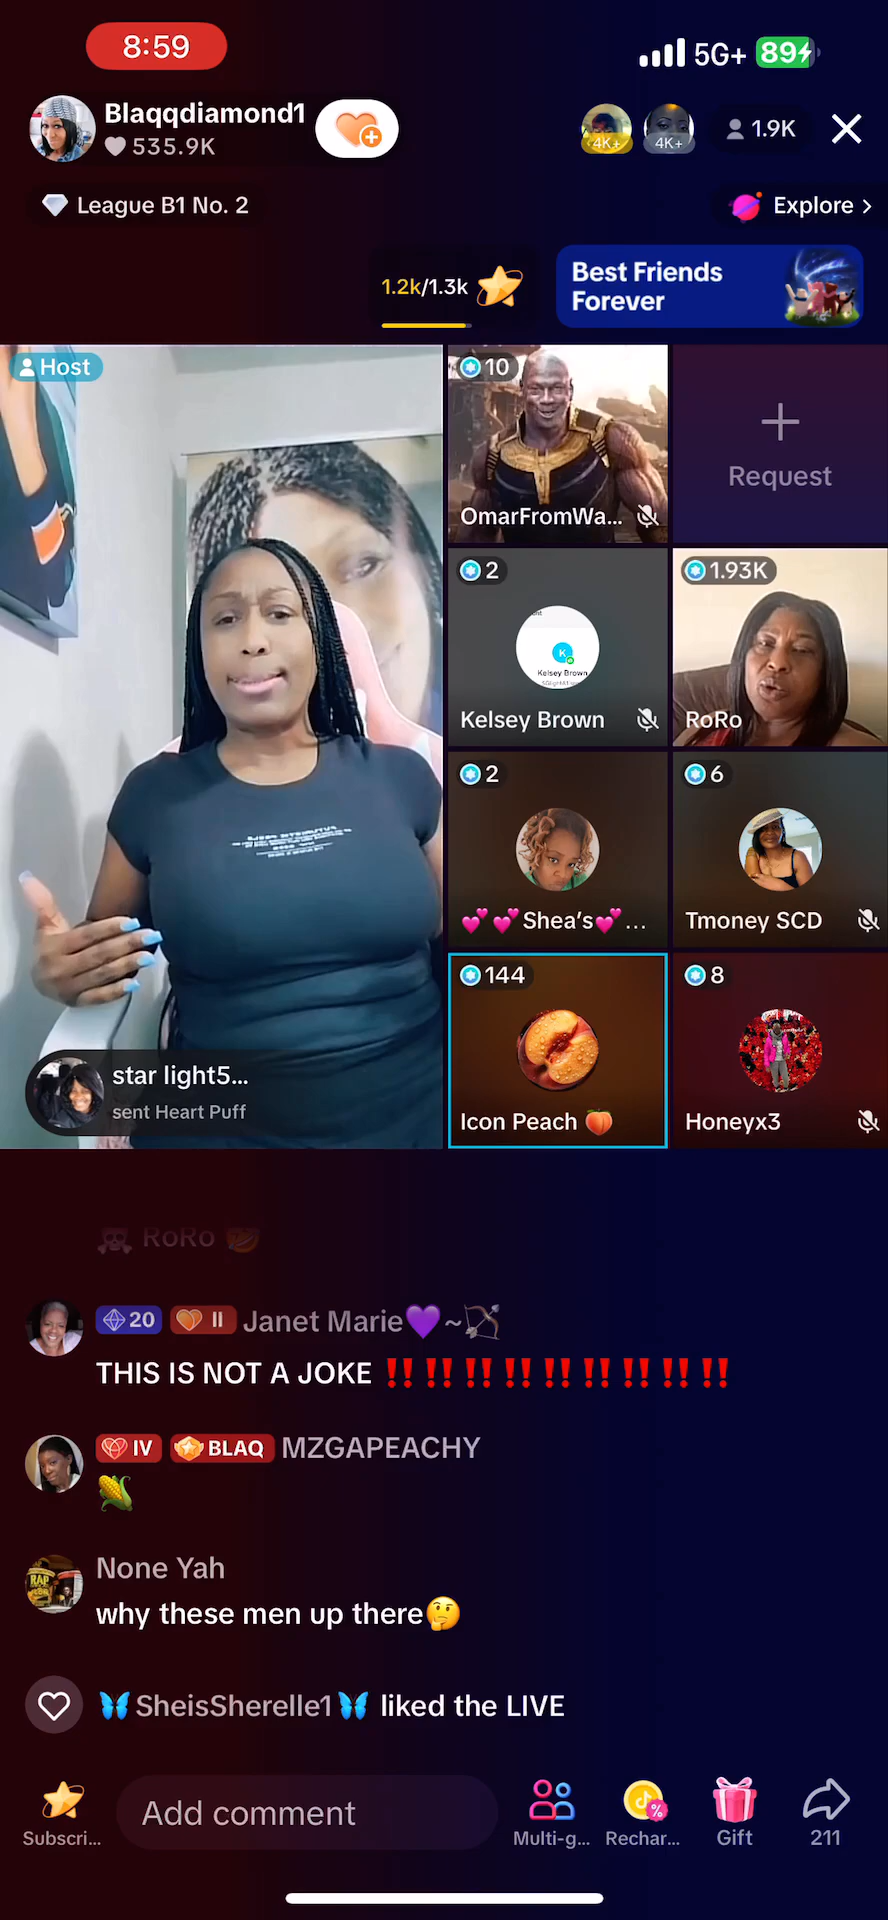 8:59
5G+
89
Blaqqdiamond1
535.9K
4K+
4K+
1.9K
League B1 No. 2
Explore >
1.2k/1.3k
Best Friends
Forever
Host
10
OmarFromWa...
Request
2
Kelsey Brown
Kelsey Brown
1.93K
RoRo
2
💕💕Shea's💕...
6
Tmoney SCD
144
Icon Peach 🍑
8
Honeyx3
star light5...
sent Heart Puff
☠️ RoRo
20 II Janet Marie💜~🏹
THIS IS NOT A JOKE ‼️‼️‼️‼️‼️‼️‼️‼️‼️
IV BLAQ MZGAPEACHY
🌽
None Yah
why these men up there🤔
🦋SheisSherelle1🦋 liked the LIVE
Subscri...
Add comment
Multi-g...
Rechar...
Gift
211